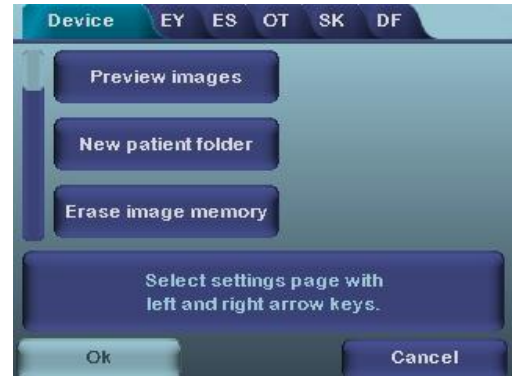 Device EY ES OT SK DF
Preview images
New patient folder
Erase image memory
Select settings page with
left and right arrow keys.
Ok Cancel